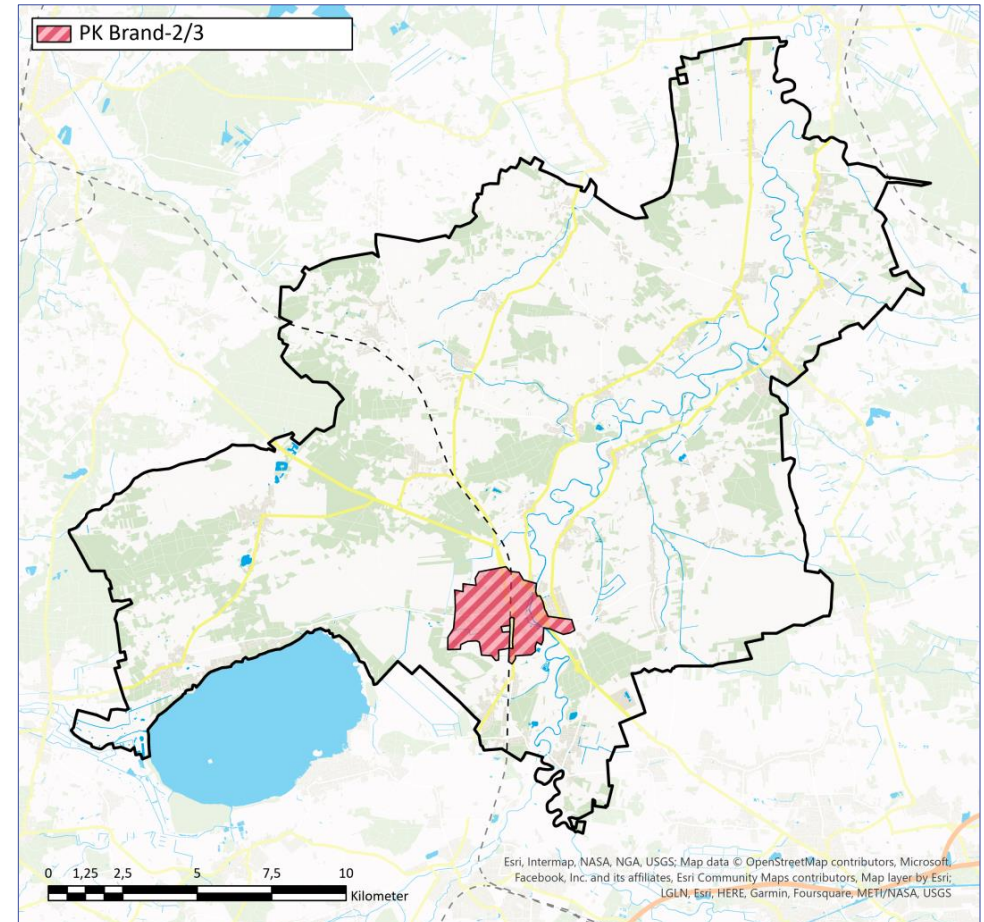 PK Brand-2/3
Esri, Intermap, NASA, NGA, USGS; Map data © OpenStreetMap contributors, Microsoft,
Facebook, Inc. and its affiliates, Esri Community Maps contributors, Map layer by Esri;
LGLN, Esri, HERE, Garmin, Foursquare, METI/NASA, USGS
0 1,25 2,5 5 7,5 10
Kilometer